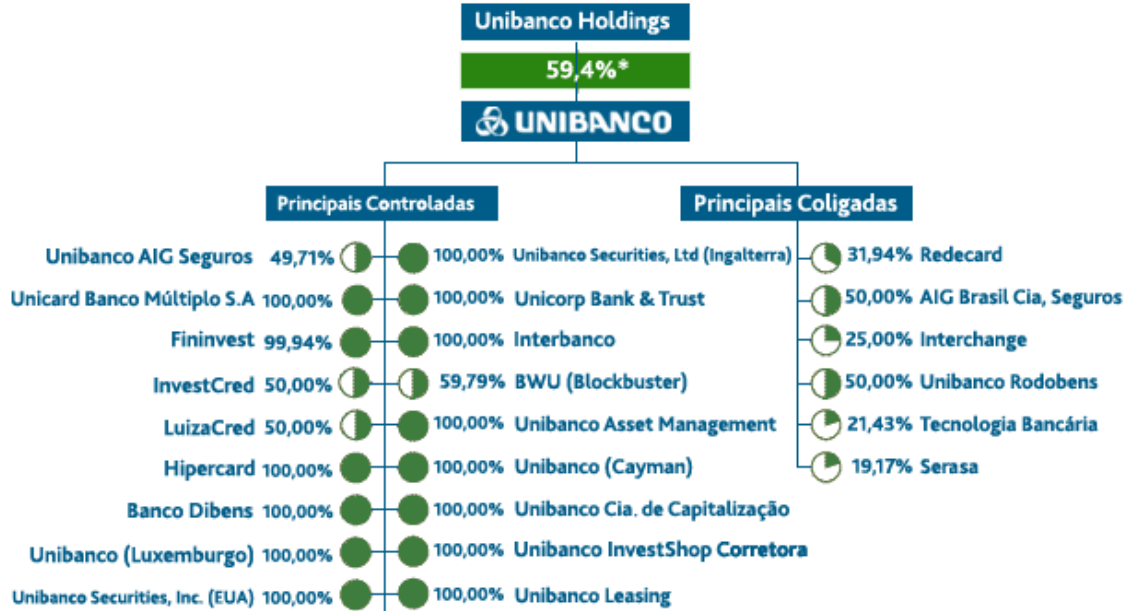 Unibanco Holdings
59,4%*
UNIBANCO
Principais Controladas
Principais Coligadas
Unibanco AIG Seguros 49,71% 100,00% Unibanco Securities, Ltd (Ingalterra) 31,94% Redecard
Unicard Banco Múltiplo S.A 100,00% 100,00% Unicorp Bank & Trust 50,00% AIG Brasil Cia, Seguros
Fininvest 99,94% 100,00% Interbanco 25,00% Interchange
InvestCred 50,00% 59,79% BWU (Blockbuster) 50,00% Unibanco Rodobens
LuizaCred 50,00% 100,00% Unibanco Asset Management 21,43% Tecnologia Bancária
Hipercard 100,00% 100,00% Unibanco (Cayman) 19,17% Serasa
Banco Dibens 100,00% 100,00% Unibanco Cia. de Capitalização
Unibanco (Luxemburgo) 100,00% 100,00% Unibanco InvestShop Corretora
Unibanco Securities, Inc. (EUA) 100,00% 100,00% Unibanco Leasing